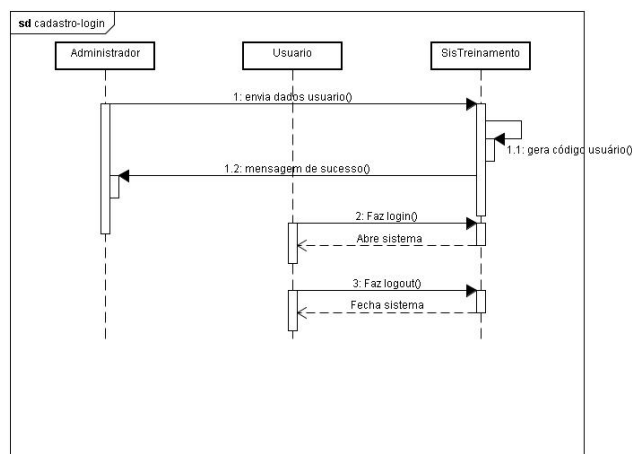 sd cadastro-login
Administrador
Usuario
SisTreinamento
1: envia dados usuario()
1.1: gera código usuário()
1.2: mensagem de sucesso()
2: Faz login()
Abre sistema
3: Faz logout()
Fecha sistema